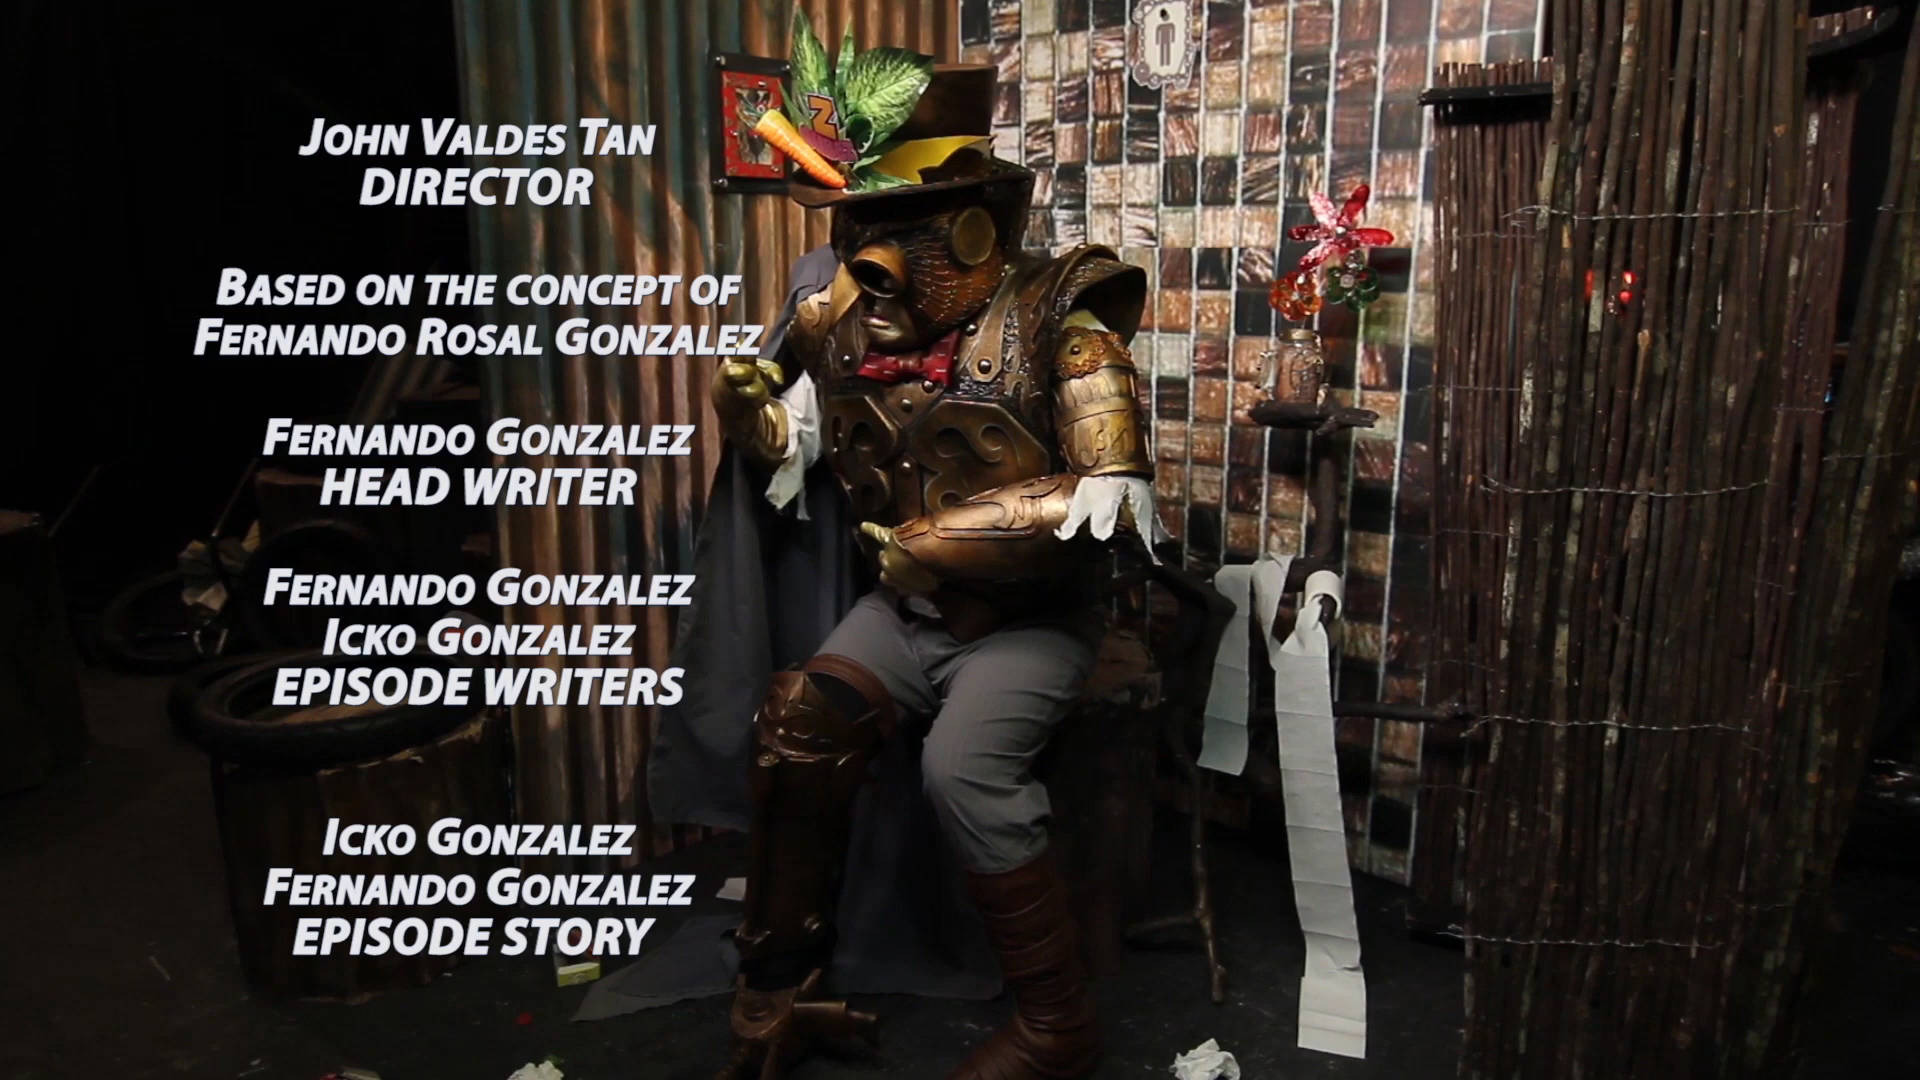 John Valdes Tan
DIRECTOR
Based on the concept of
Fernando Rosal Gonzalez
Fernando Gonzalez
HEAD WRITER
Fernando Gonzalez
Icko Gonzalez
EPISODE WRITERS
Icko Gonzalez
Fernando Gonzalez
EPISODE STORY
Z